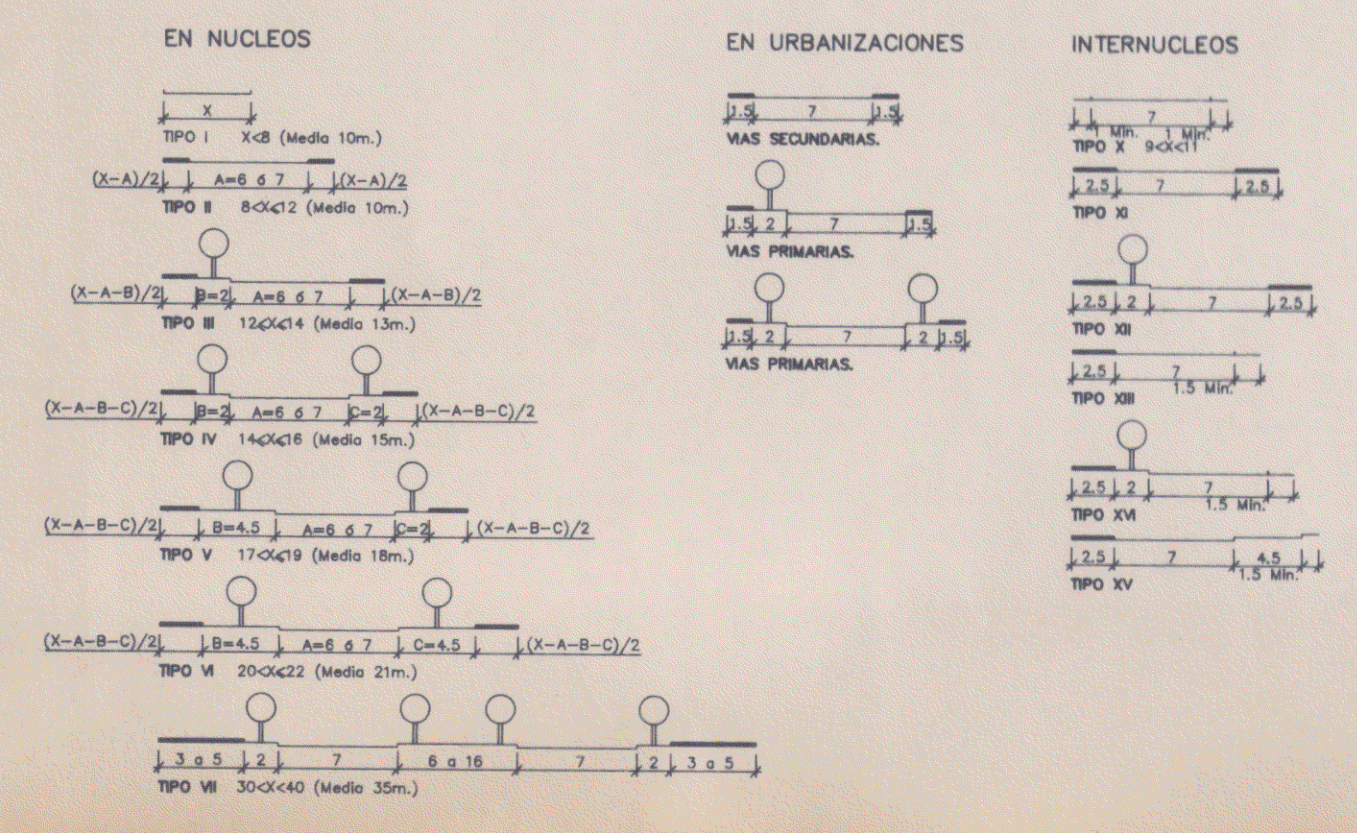 EN NUCLEOS
X
TIPO I X<8 (Media 10m.)
(X-A)/2 A=6 ó 7 (X-A)/2
TIPO II 8<X⩽12 (Media 10m.)
(X-A-B)/2 B=2 A=6 ó 7 (X-A-B)/2
TIPO III 12⩽X⩽14 (Media 13m.)
(X-A-B-C)/2 B=2 A=6 ó 7 C=2 (X-A-B-C)/2
TIPO IV 14⩽X⩽16 (Media 15m.)
(X-A-B-C)/2 B=4.5 A=6 ó 7 C=2 (X-A-B-C)/2
TIPO V 17<X⩽19 (Media 18m.)
(X-A-B-C)/2 B=4.5 A=6 ó 7 C=4.5 (X-A-B-C)/2
TIPO VI 20<X⩽22 (Media 21m.)
3 a 5 2 7 6 a 16 7 2 3 a 5
TIPO VII 30<X<40 (Media 35m.)
EN URBANIZACIONES
1.5 7 1.5
VIAS SECUNDARIAS.
1.5 2 7 1.5
VIAS PRIMARIAS.
1.5 2 7 2 1.5
VIAS PRIMARIAS.
INTERNUCLEOS
7
1 Min. 1 Min.
TIPO X 9<X<11
2.5 7 2.5
TIPO XI
2.5 2 7 2.5
TIPO XII
2.5 7
1.5 Min.
TIPO XIII
2.5 2 7
1.5 Min.
TIPO XVI
2.5 7 4.5
1.5 Min.
TIPO XV